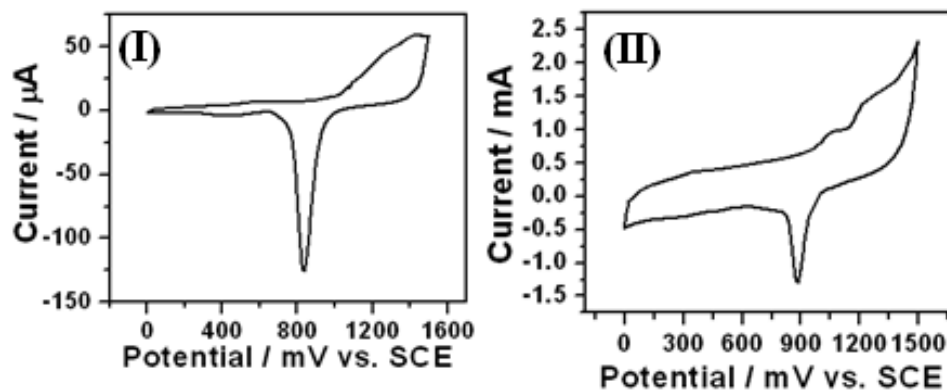 (I)
Current / µA
50
0
-50
-100
-150
0 400 800 1200 1600
Potential / mV vs. SCE
(II)
Current / mA
2.5
2.0
1.5
1.0
0.5
0.0
-0.5
-1.0
-1.5
0 300 600 900 1200 1500
Potential / mV vs. SCE